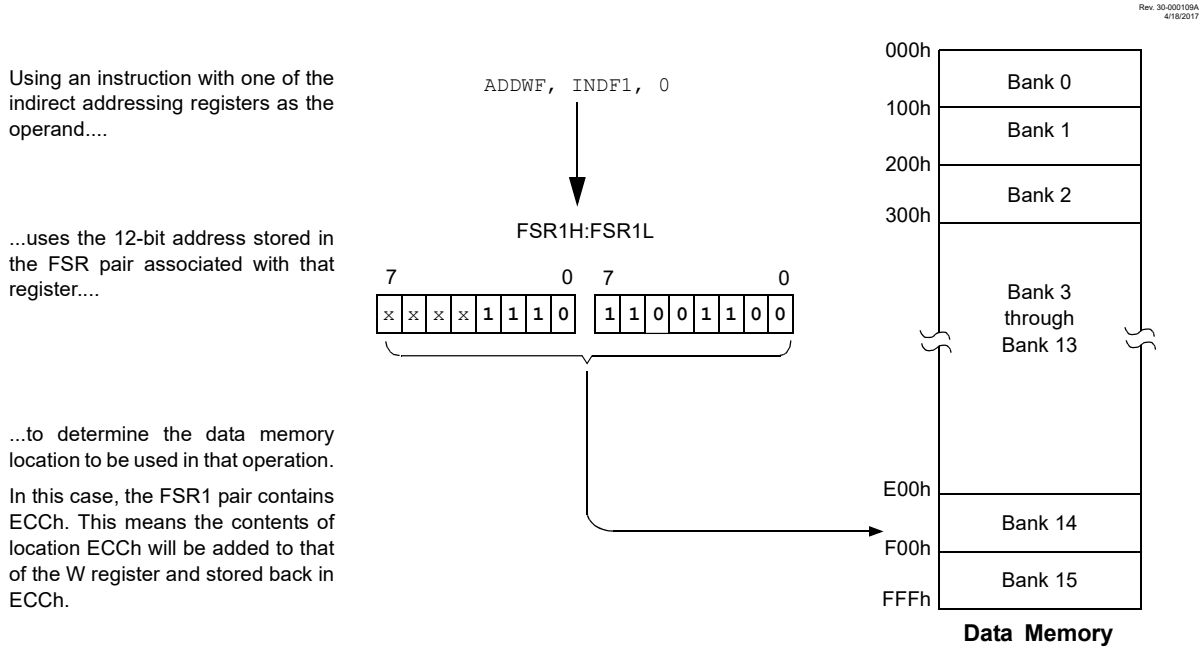 Rev. 30-000109A
4/18/2017
Using an instruction with one of the
indirect addressing registers as the
operand....
ADDWF, INDF1, 0
...uses the 12-bit address stored in
the FSR pair associated with that
register....
FSR1H:FSR1L
7 0 7 0
x x x x 1 1 1 0 1 1 0 0 1 1 0 0
...to determine the data memory
location to be used in that operation.
In this case, the FSR1 pair contains
ECCh. This means the contents of
location ECCh will be added to that
of the W register and stored back in
ECCh.
000h
Bank 0
100h
Bank 1
200h
Bank 2
300h
Bank 3
through
Bank 13
E00h
Bank 14
F00h
Bank 15
FFFh
Data Memory